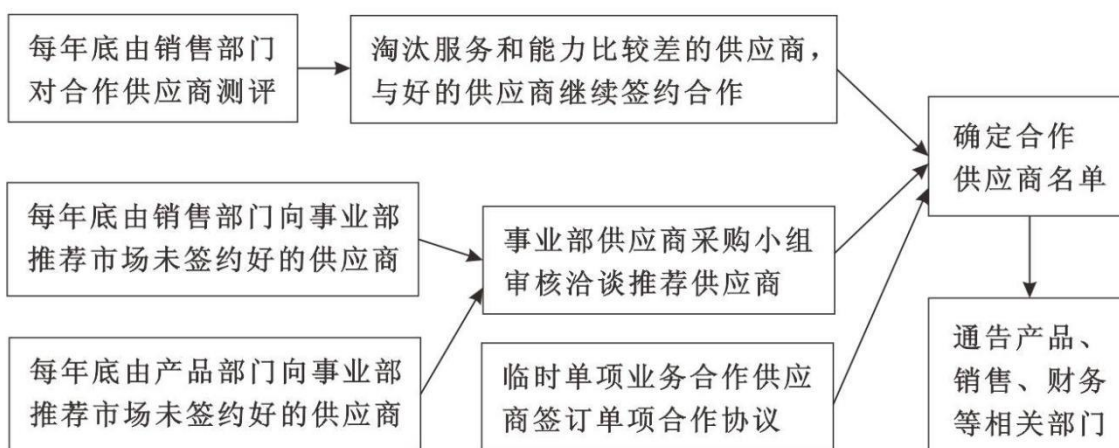 每年底由销售部门
对合作供应商测评
淘汰服务和能力比较差的供应商，
与好的供应商继续签约合作
确定合作
供应商名单
每年底由销售部门向事业部
推荐市场未签约好的供应商
事业部供应商采购小组
审核洽谈推荐供应商
每年底由产品部门向事业部
推荐市场未签约好的供应商
临时单项业务合作供应
商签订单项合作协议
通告产品、
销售、财务
等相关部门